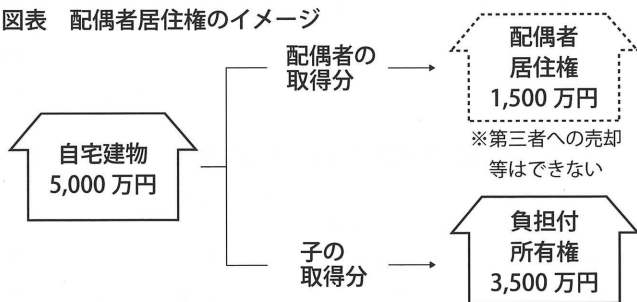 図表　配偶者居住権のイメージ
自宅建物
5,000 万円
配偶者の
取得分
配偶者
居住権
1,500 万円
※第三者への売却
等はできない
子の
取得分
負担付
所有権
3,500 万円